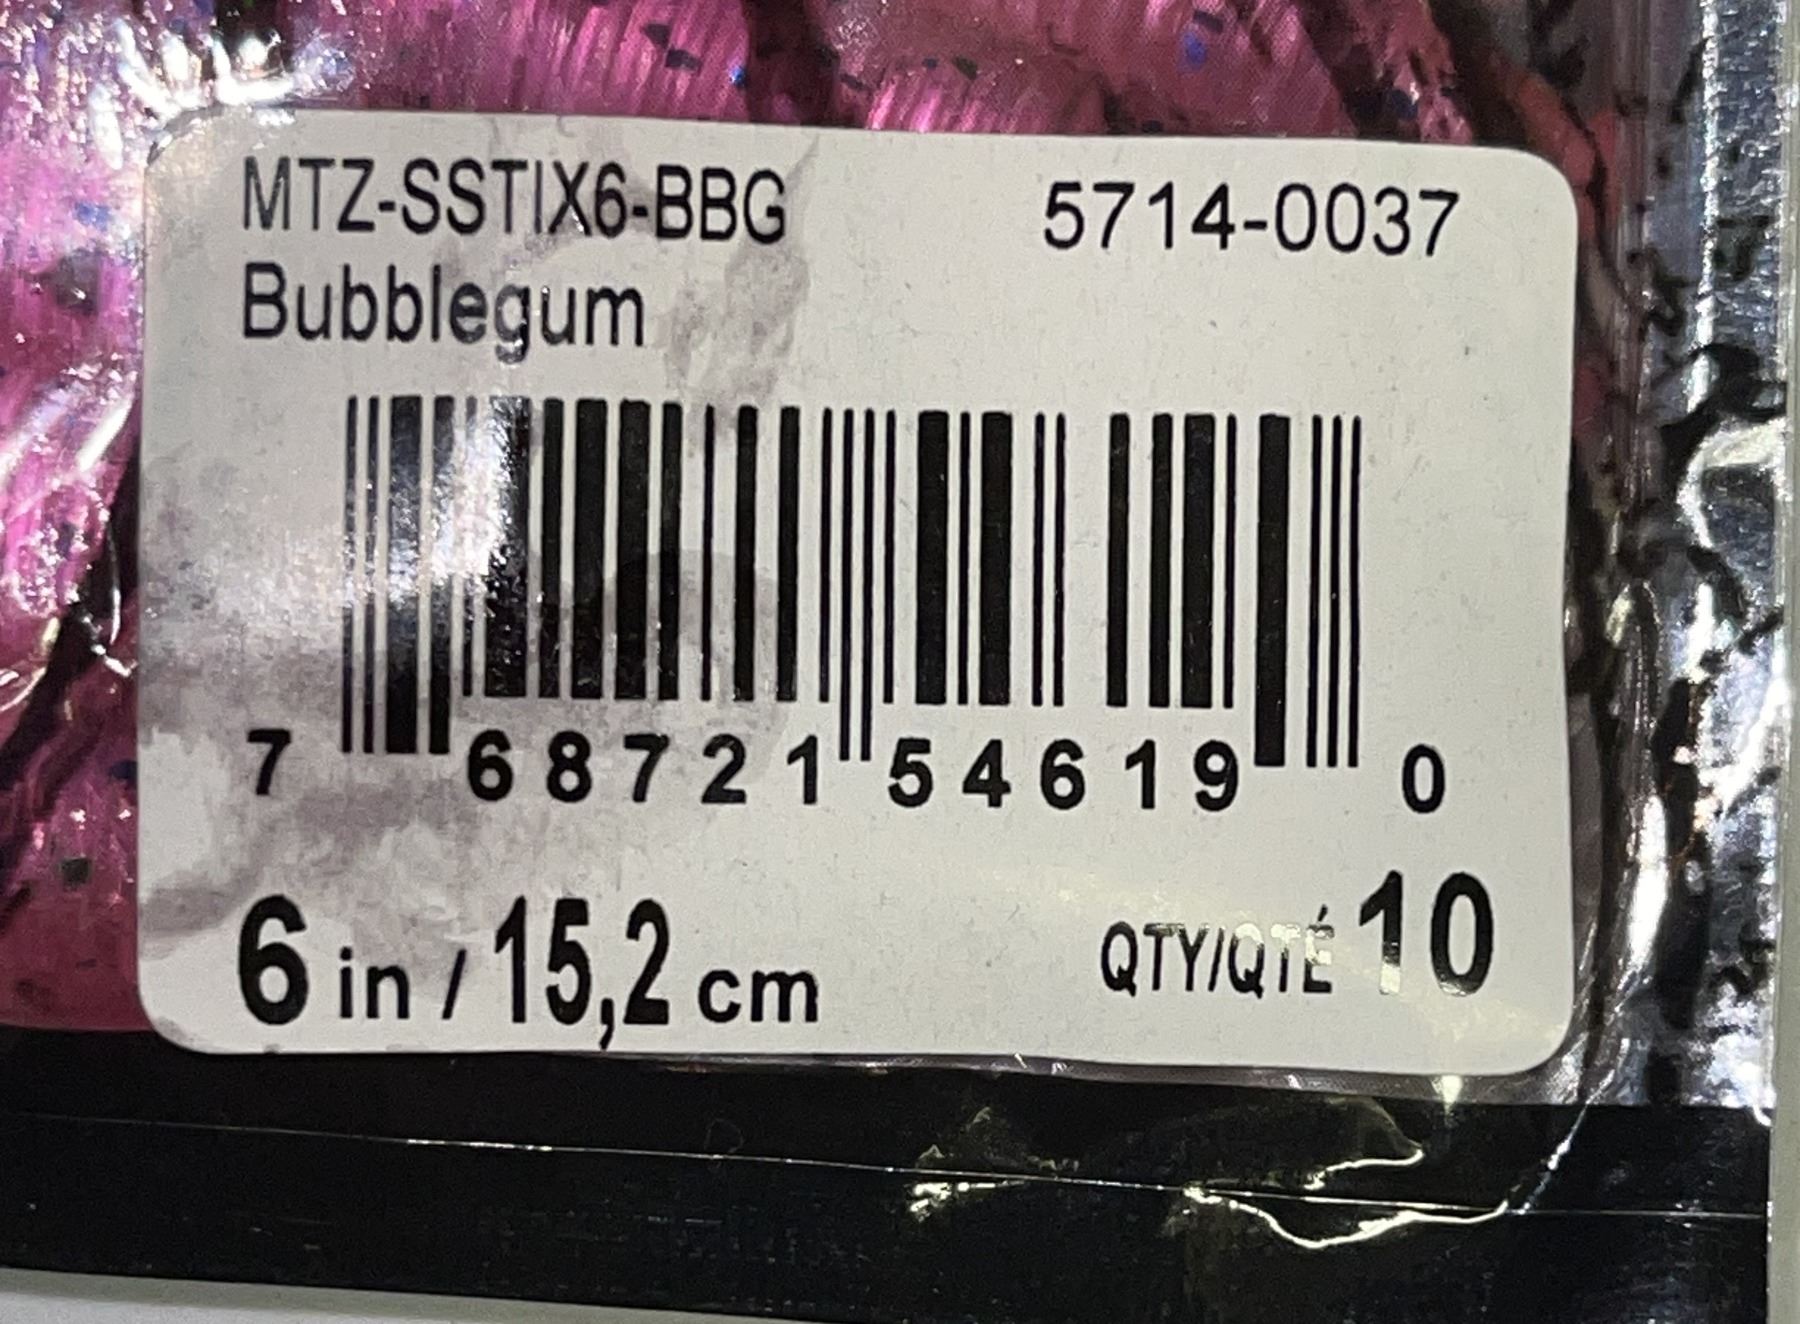 MTZ-SSTIX6-BBG 5714-0037
Bubblegum
7 68721 54619 0
6 in / 15,2 cm QTY/QTÉ 10